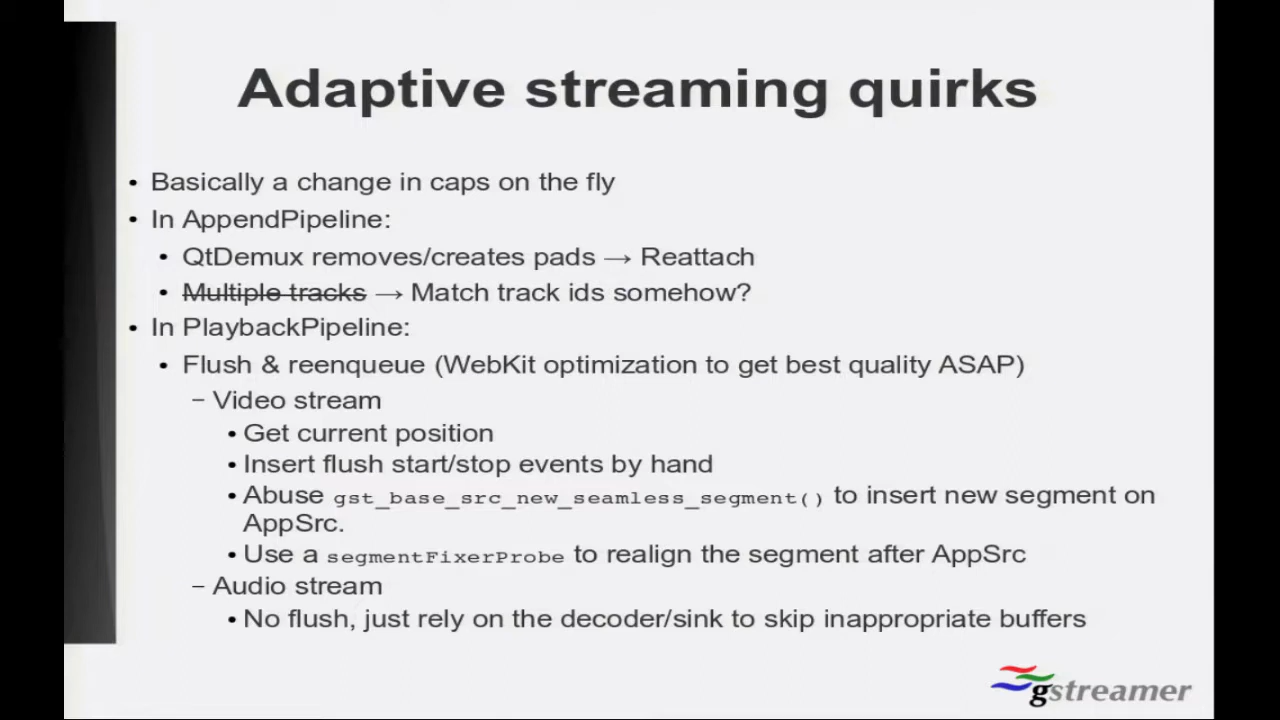 Adaptive streaming quirks
• Basically a change in caps on the fly
• In AppendPipeline:
• QtDemux removes/creates pads → Reattach
• Multiple tracks → Match track ids somehow?
• In PlaybackPipeline:
• Flush & reenqueue (WebKit optimization to get best quality ASAP)
– Video stream
• Get current position
• Insert flush start/stop events by hand
• Abuse gst_base_src_new_seamless_segment() to insert new segment on
AppSrc.
• Use a segmentFixerProbe to realign the segment after AppSrc
– Audio stream
• No flush, just rely on the decoder/sink to skip inappropriate buffers
gstreamer